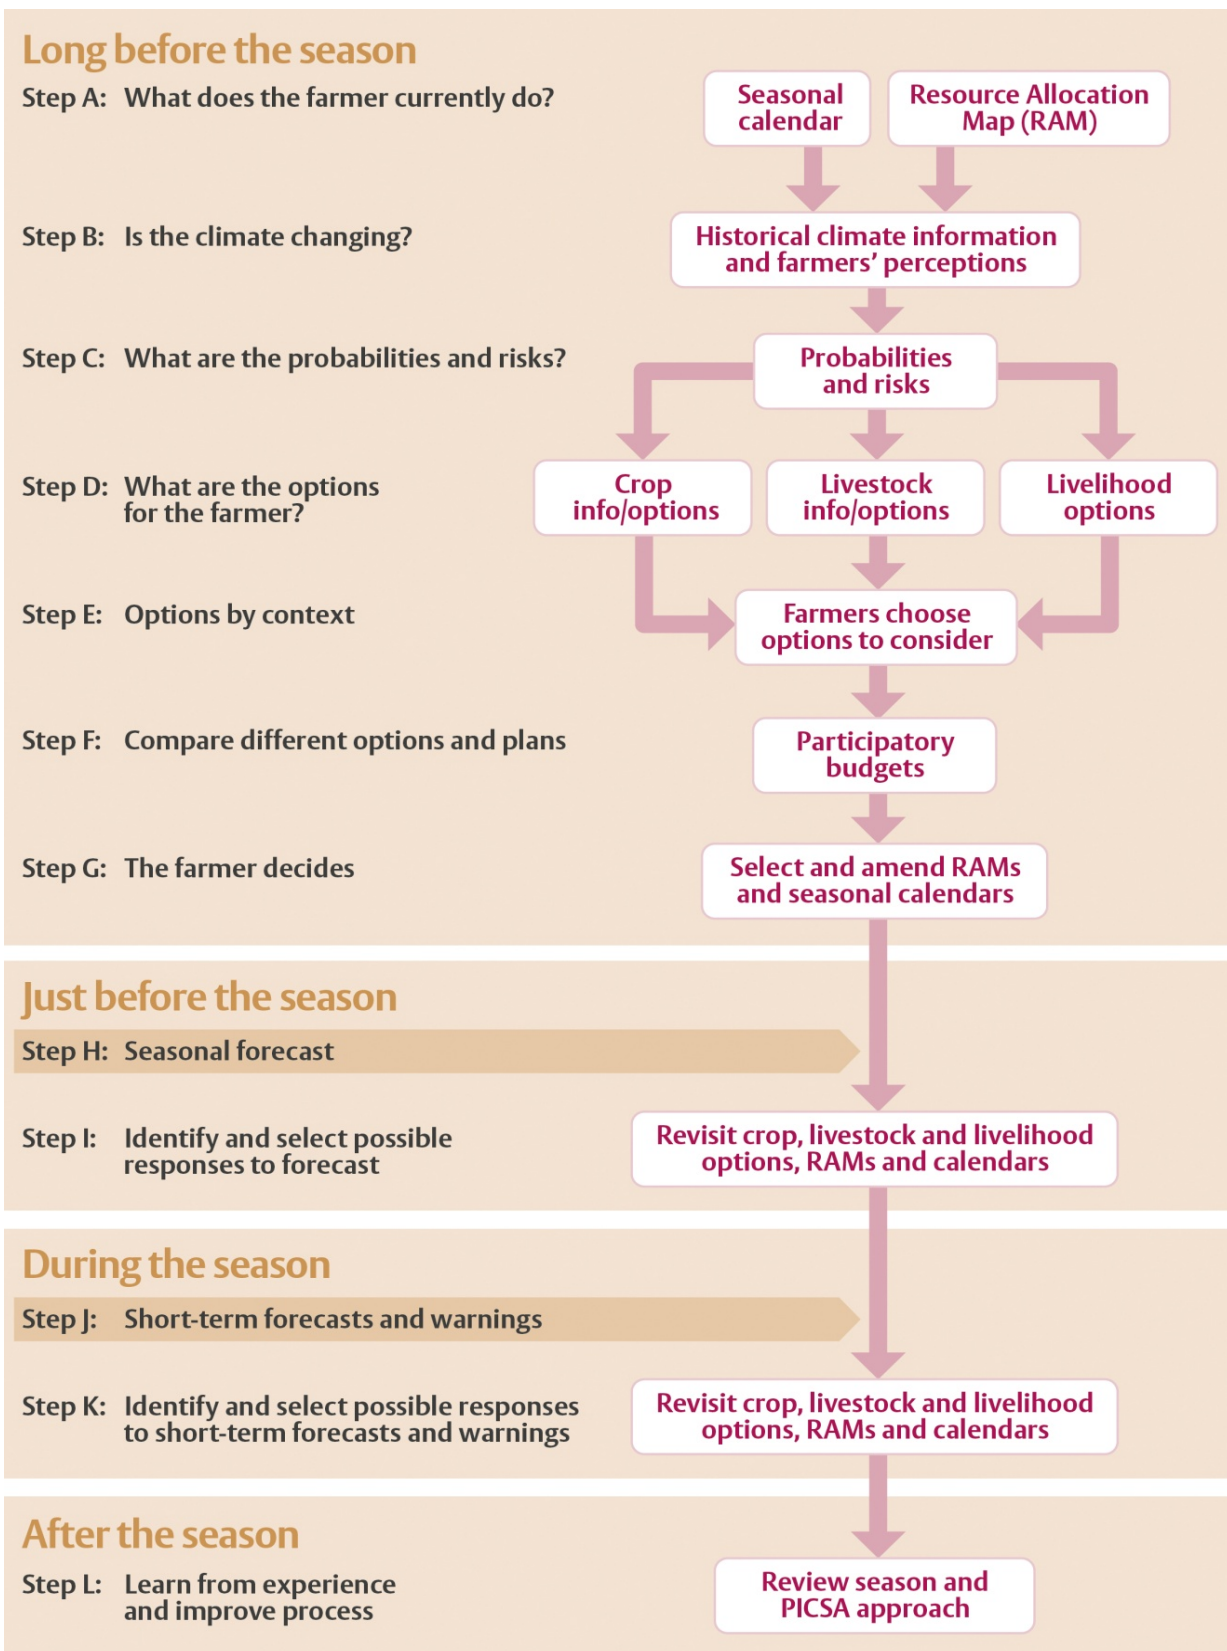 Long before the season
Step A: What does the farmer currently do?
Seasonal
calendar
Resource Allocation
Map (RAM)
Step B: Is the climate changing?
Historical climate information
and farmers’ perceptions
Step C: What are the probabilities and risks?
Probabilities
and risks
Step D: What are the options
for the farmer?
Crop
info/options
Livestock
info/options
Livelihood
options
Step E: Options by context
Farmers choose
options to consider
Step F: Compare different options and plans
Participatory
budgets
Step G: The farmer decides
Select and amend RAMs
and seasonal calendars
Just before the season
Step H: Seasonal forecast
Step I: Identify and select possible
responses to forecast
Revisit crop, livestock and livelihood
options, RAMs and calendars
During the season
Step J: Short-term forecasts and warnings
Step K: Identify and select possible responses
to short-term forecasts and warnings
Revisit crop, livestock and livelihood
options, RAMs and calendars
After the season
Step L: Learn from experience
and improve process
Review season and
PICSA approach